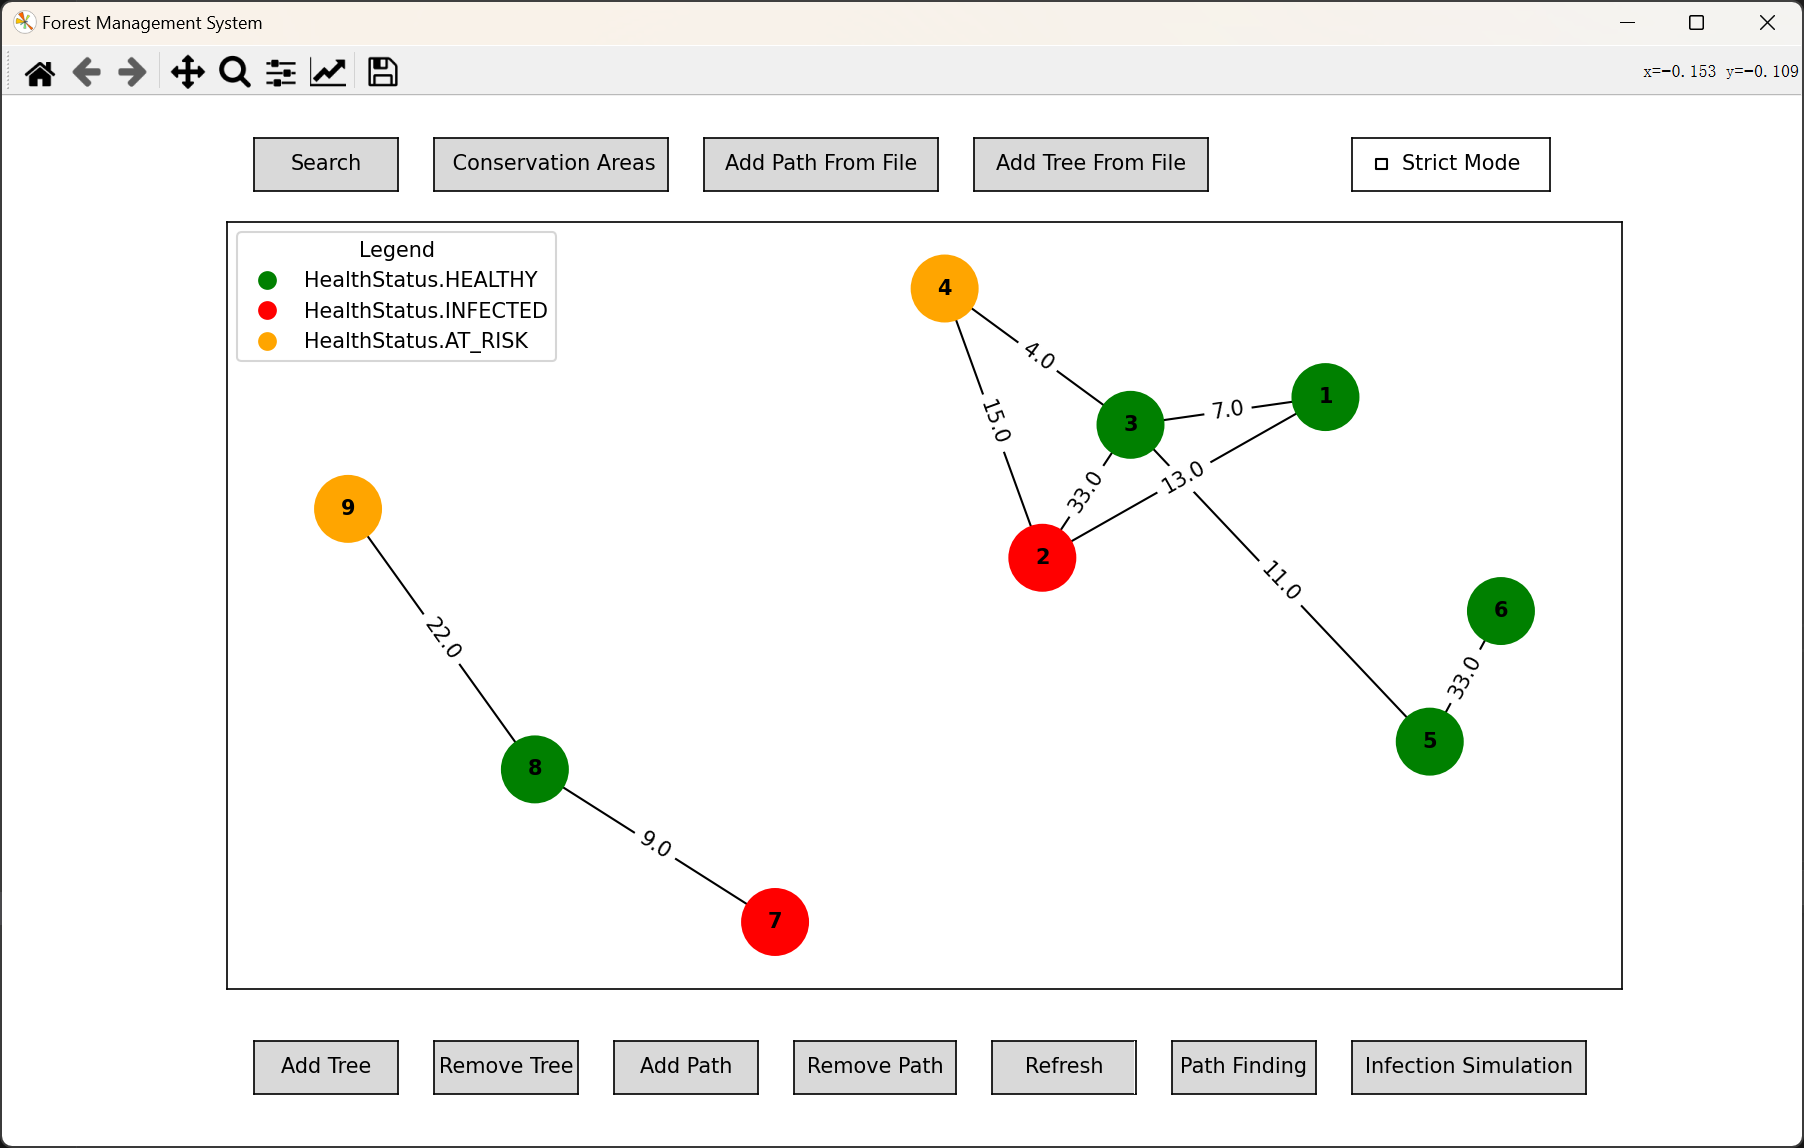 Forest Management System
x=-0.153 y=-0.109
Search
Conservation Areas
Add Path From File
Add Tree From File
Strict Mode
Legend
HealthStatus.HEALTHY
HealthStatus.INFECTED
HealthStatus.AT_RISK
4
4.0
1
7.0
3
15.0
13.0
33.0
9
2
11.0
6
22.0
33.0
5
8
9.0
7
Add Tree
Remove Tree
Add Path
Remove Path
Refresh
Path Finding
Infection Simulation